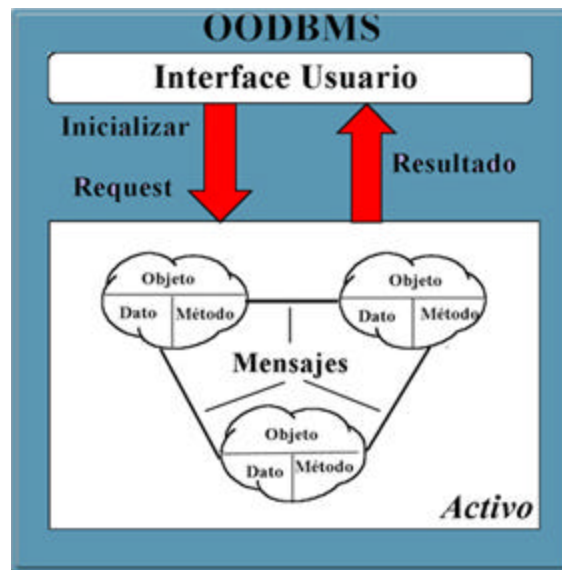 OODBMS
Interface Usuario
Inicializar
Request
Resultado
Objeto
Dato Método
Objeto
Dato Método
Mensajes
Objeto
Dato Método
Activo